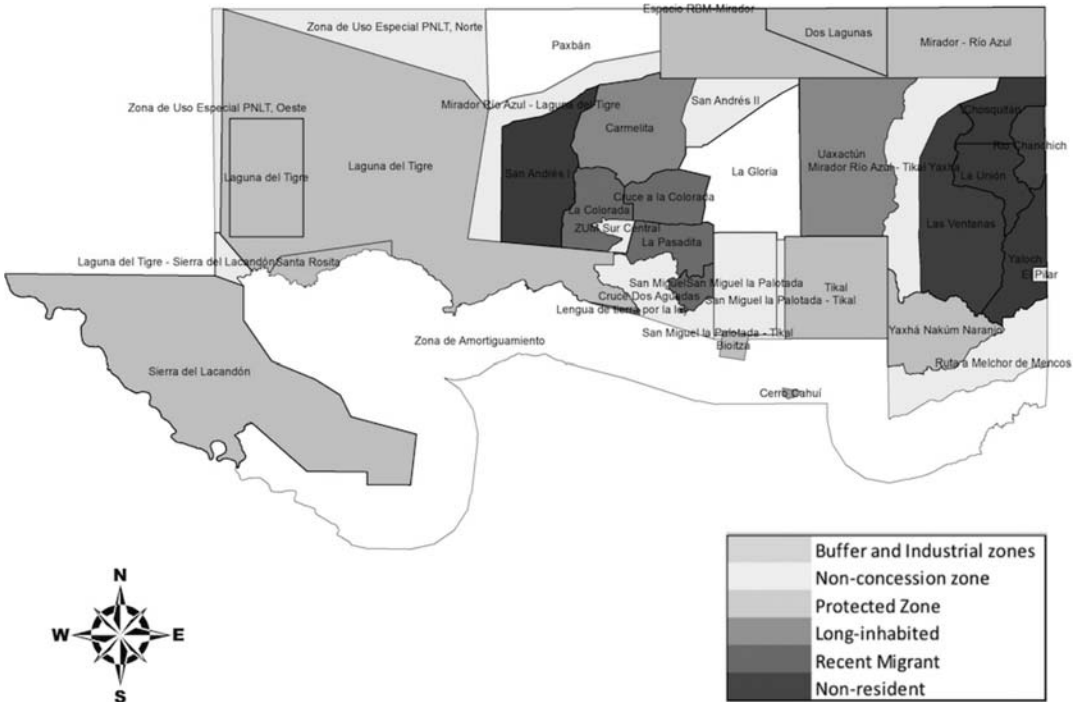 Espacio RBM-Mirador
Zona de Uso Especial PNLT, Norte
Paxbán
Dos Lagunas
Mirador - Río Azul
Zona de Uso Especial PNLT, Oeste
Mirador Río Azul - Laguna del Tigre
San Andrés II
Chosquitán
Carmelita
Río Chanchich
Uaxactún
Laguna del Tigre
Mirador Río Azul - Tikal Yaxhá
Laguna del Tigre
San Andrés I
La Gloria
La Unión
Cruce a la Colorada
La Colorada
Las Ventanas
ZUM Sur Central
La Pasadita
Yaloch
Laguna del Tigre - Sierra del Lacandón
Santa Rosita
El Pilar
San Miguel
San Miguel la Palotada
Tikal
Cruce Dos Aguadas
San Miguel la Palotada - Tikal
Lengua de tierra por la ley
San Miguel la Palotada - Tikal
Yaxhá Nakúm Naranjo
Zona de Amortiguamiento
Bioitza
Ruta a Melchor de Mencos
Sierra del Lacandón
Cerro Cahuí
Buffer and Industrial zones
Non-concession zone
Protected Zone
Long-inhabited
Recent Migrant
Non-resident
N
W
E
S